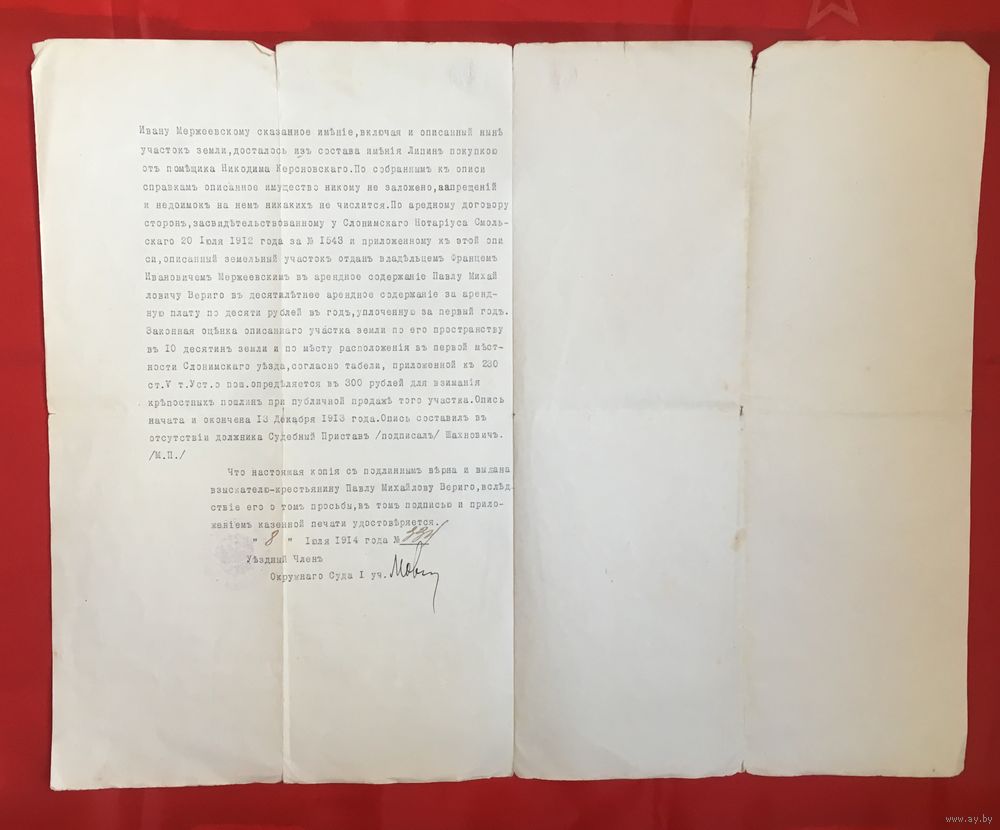 Ивану Мержеевскому сказанное имѣніе,включая и описанный нынѣ
участок земли,досталось изъ состава имѣнія Липинъ покупкою
отъ помѣщика Никодима Керсновскаго.По собраннымъ къ описи
справкамъ описанное имущество никому не заложено,запрещеній
и недоимокъ на немъ никакихъ не числится.По аредному договору
сторонъ,засвидѣтельствованному у Слонимскаго Нотаріуса Смоль-
скаго 20 Іюля 1912 года за № 1543 и приложенному къ этой опи
си,описанный земельный участокъ отданъ владѣльцемъ Францемъ
Ивановичемъ Мержеевскимъ въ арендное содержаніе Павлу Михай
ловичу Вериго въ десятилѣтнее арендное содержаніе за аренд-
ную плату по десяти рублей въ годъ,уплоченную за первый годъ.
Законная оцѣнка описаннаго участка земли по его пространству
въ 10 десятинъ земли и по мѣсту расположенія въ первой мѣст-
ности Слонимскаго уѣзда,согласно табели, приложенной къ 230
ст.V т.Уст.о пош.опредѣляется въ 300 рублей для взиманія
крѣпостныхъ пошлинъ при публичной продажѣ того участка.Опись
начата и окончена 13 Декабря 1913 года.Опись составилъ въ
отсутствіи должника Судебный Приставъ /подписалъ/ Шахновичъ.
/М.П./
Что настоящая копія съ подлиннымъ вѣрна и выдана
взыскателю-крестьянину Павлу Михайлову Вериго,вслѣд-
ствіе его о томъ просьбы,въ томъ подписью и прило-
женіемъ казенной печати удостовѣряется.
" 8 " Іюля 1914 года №
Уѣздный Членъ
Окружнаго Суда I уч.
www.ay.by